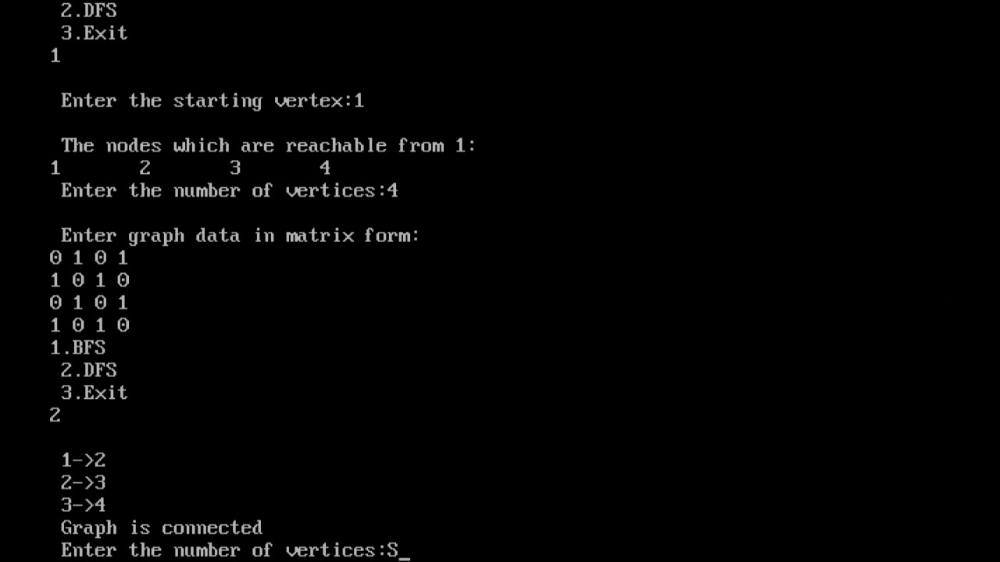 2.DFS
3.Exit
1
Enter the starting vertex:1
The nodes which are reachable from 1:
1 2 3 4
Enter the number of vertices:4
Enter graph data in matrix form:
0 1 0 1
1 0 1 0
0 1 0 1
1 0 1 0
1.BFS
2.DFS
3.Exit
2
1->2
2->3
3->4
Graph is connected
Enter the number of vertices:S_